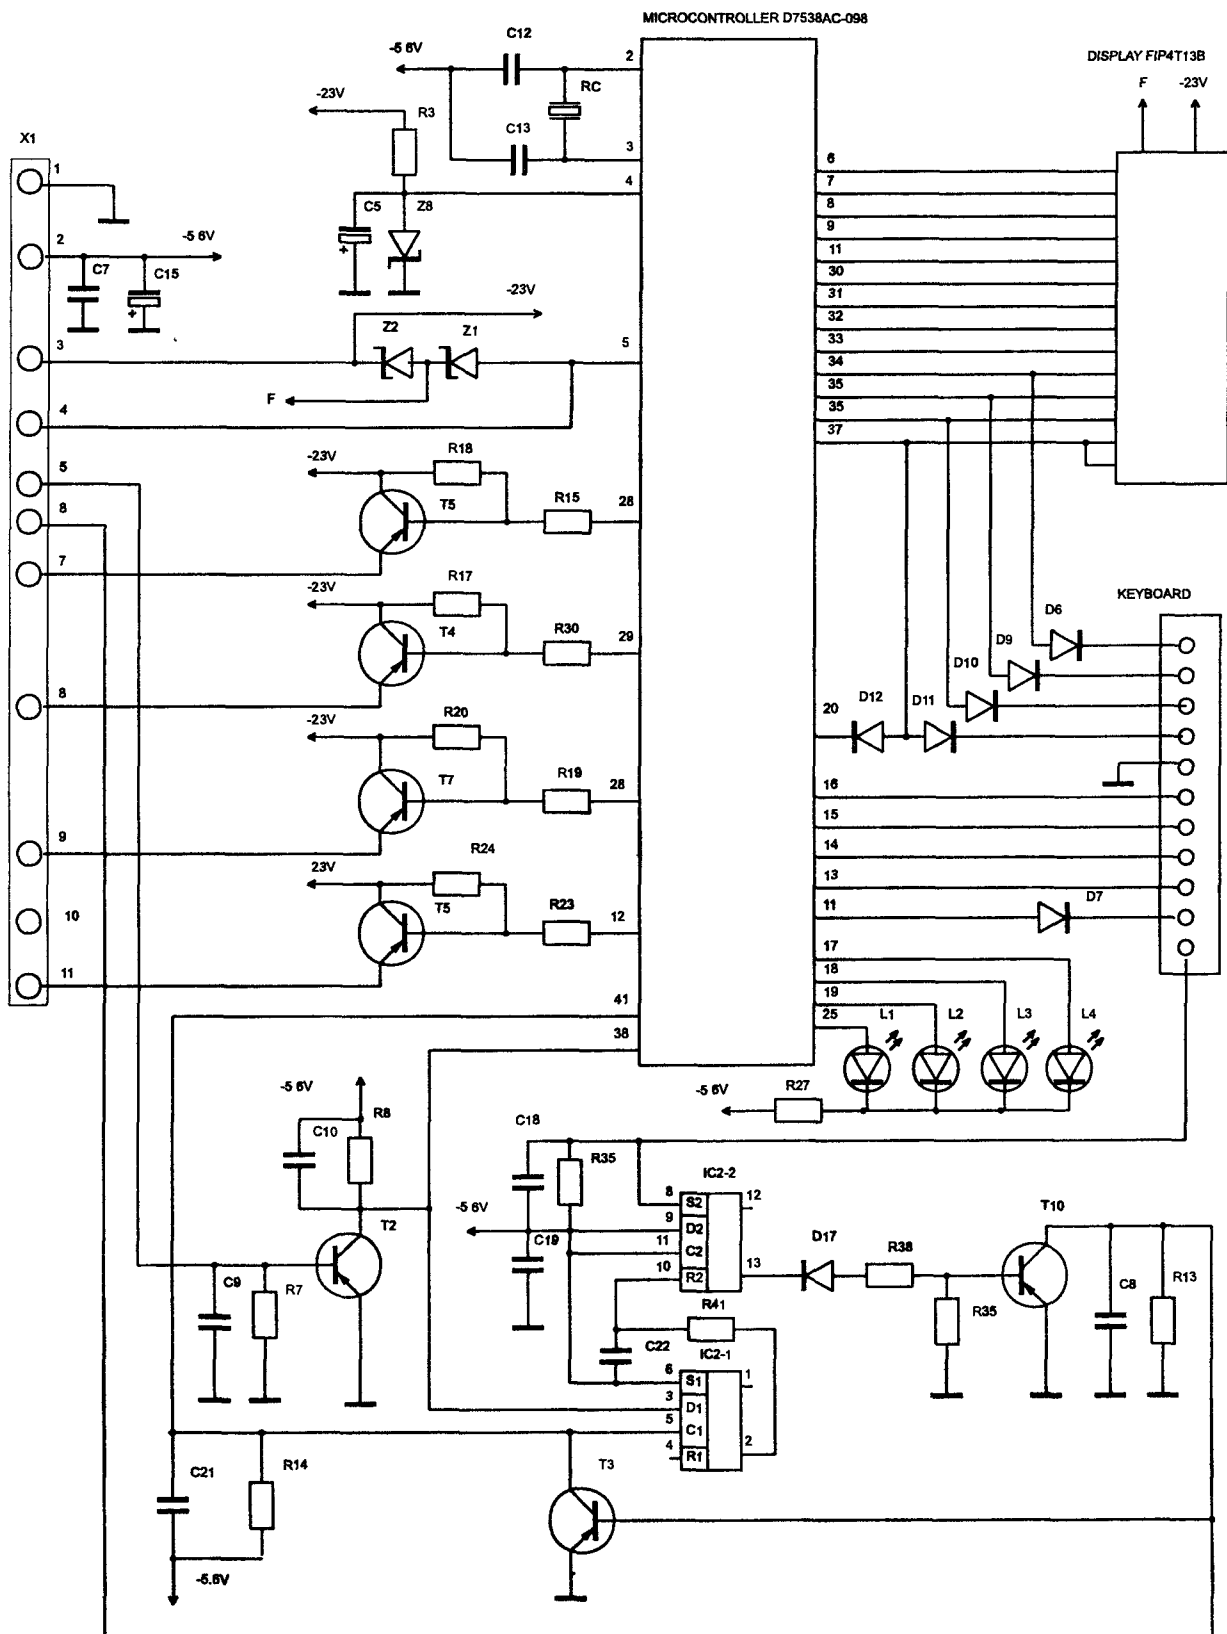 MICROCONTROLLER D7538AC-098
DISPLAY FIP4T13B
F -23V
-5 6V C12 2
RC
-23V R3
C13 3
X1
4
C5 Z8
+
1
2 -5 6V
C7 C15
+
-23V
3 Z2 Z1 5
F
4
6
7
8
9
11
30
31
32
33
34
35
35
37
5
-23V R18
T5 R15 28
8
7
-23V R17
T4 R30 29
8
-23V R20
T7 R19 28
9
R24
23V
T5 R23 12
10
11
41
38
KEYBOARD
D6
D9
D10
20 D12 D11
16
15
14
13
11 D7
17
18
19
25 L1 L2 L3 L4
-5 6V R27
-5 6V R8
C10
T2
C9 R7
C18
R35
-5 6V
C19
IC2-2
8 S2 12
9 D2
11 C2
10 R2 13
D17 R38 T10
R35 C8 R13
R41
C22 IC2-1
6 S1 1
3 D1
5 C1
4 R1 2
T3
C21 R14
-5.6V